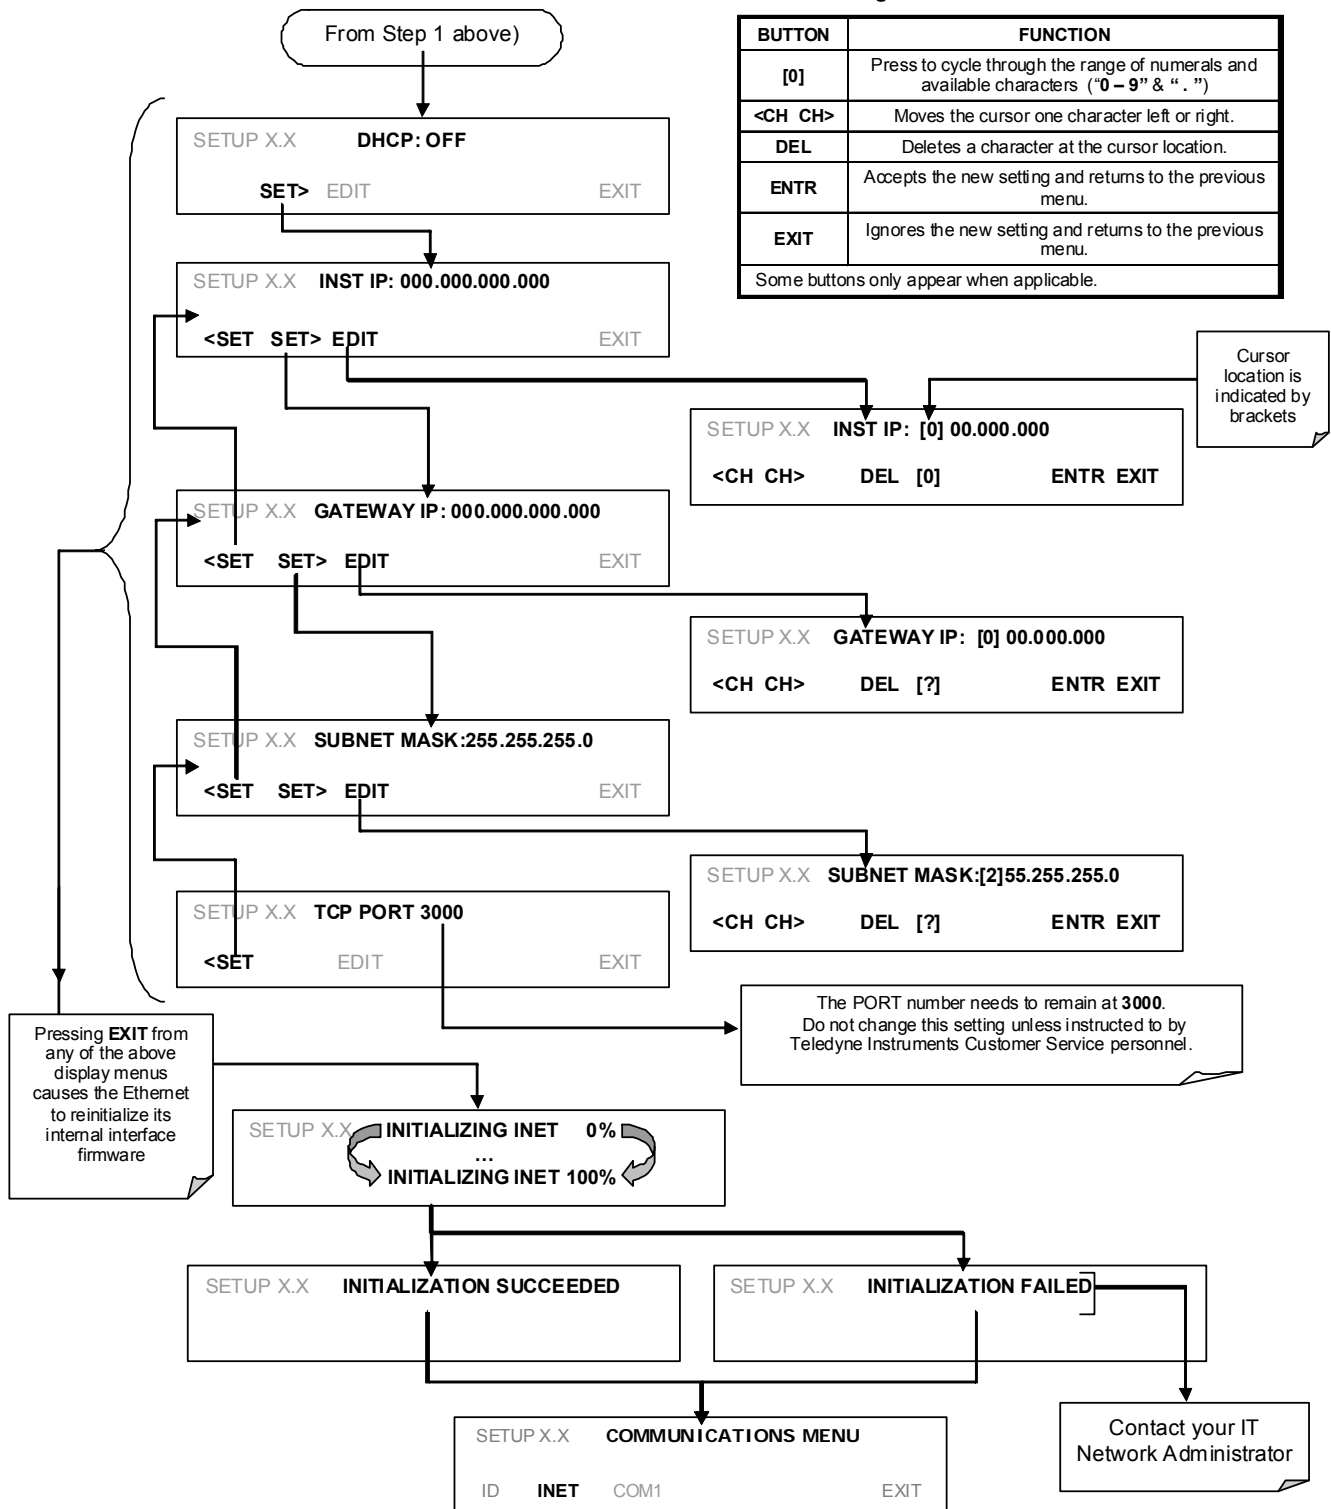 From Step 1 above)
BUTTON FUNCTION
[0] Press to cycle through the range of numerals and
available characters (“0 – 9” & “ . ”)
<CH CH> Moves the cursor one character left or right.
DEL Deletes a character at the cursor location.
ENTR Accepts the new setting and returns to the previous
menu.
EXIT Ignores the new setting and returns to the previous
menu.
Some buttons only appear when applicable.
SETUP X.X DHCP: OFF
SET> EDIT EXIT
SETUP X.X INST IP: 000.000.000.000
<SET SET> EDIT EXIT
Cursor
location is
indicated by
brackets
SETUP X.X INST IP: [0] 00.000.000
<CH CH> DEL [0] ENTR EXIT
SETUP X.X GATEWAY IP: 000.000.000.000
<SET SET> EDIT EXIT
SETUP X.X GATEWAY IP: [0] 00.000.000
<CH CH> DEL [?] ENTR EXIT
SETUP X.X SUBNET MASK:255.255.255.0
<SET SET> EDIT EXIT
SETUP X.X SUBNET MASK:[2]55.255.255.0
<CH CH> DEL [?] ENTR EXIT
SETUP X.X TCP PORT 3000
<SET EDIT EXIT
The PORT number needs to remain at 3000.
Do not change this setting unless instructed to by
Teledyne Instruments Customer Service personnel.
Pressing EXIT from
any of the above
display menus
causes the Ethernet
to reinitialize its
internal interface
firmware
SETUP X.X INITIALIZING INET 0%
…
INITIALIZING INET 100%
SETUP X.X INITIALIZATION SUCCEEDED
SETUP X.X INITIALIZATION FAILED
Contact your IT
Network Administrator
SETUP X.X COMMUNICATIONS MENU
ID INET COM1 EXIT